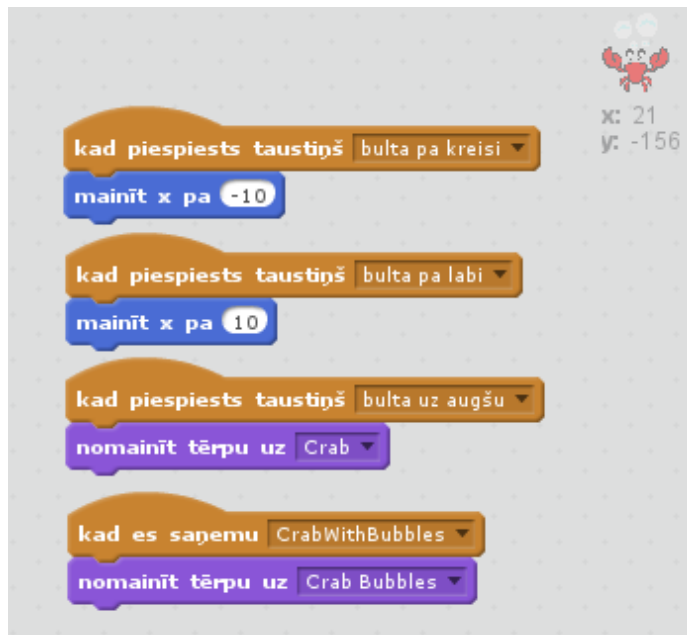 kad piespiests taustiņš bulta pa kreisi
mainīt x pa -10
x: 21
y: -156
kad piespiests taustiņš bulta pa labi
mainīt x pa 10
kad piespiests taustiņš bulta uz augšu
nomainīt tērpu uz Crab
kad es saņemu CrabWithBubbles
nomainīt tērpu uz Crab Bubbles